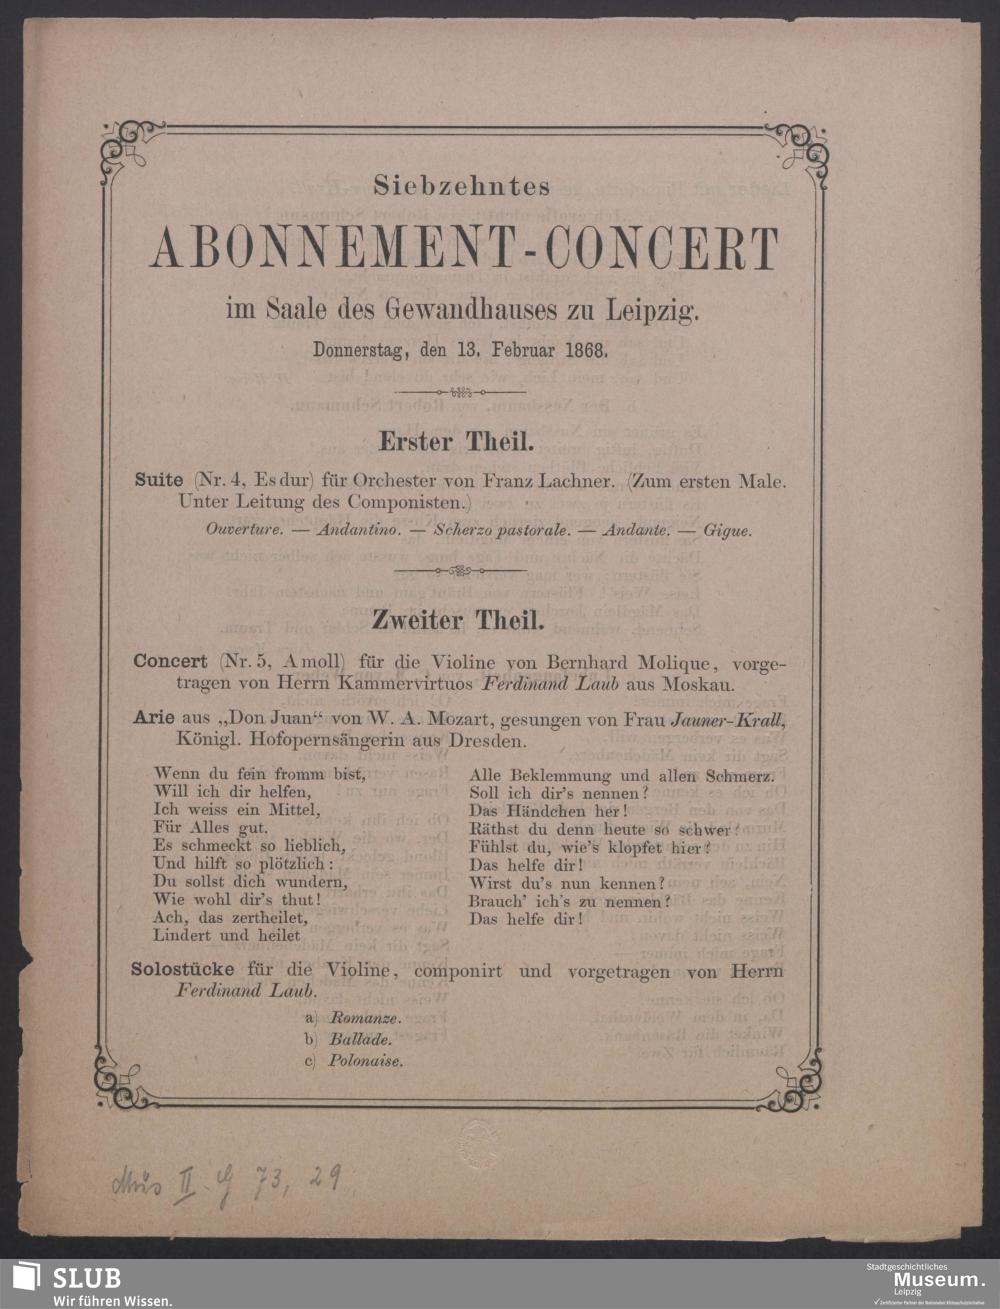 Siebzehntes
ABONNEMENT-CONCERT
im Saale des Gewandhauses zu Leipzig.
Donnerstag, den 13. Februar 1868.
Erster Theil.
Suite (Nr. 4, Es dur) für Orchester von Franz Lachner. (Zum ersten Male.
Unter Leitung des Componisten.)
Ouverture. — Andantino. — Scherzo pastorale. — Andante. — Gigue.
Zweiter Theil.
Concert (Nr. 5, A moll) für die Violine von Bernhard Molique, vorge-
tragen von Herrn Kammervirtuos Ferdinand Laub aus Moskau.
Arie aus „Don Juan“ von W. A. Mozart, gesungen von Frau Jauner-Krall,
Königl. Hofopernsängerin aus Dresden.
Wenn du fein fromm bist,
Will ich dir helfen,
Ich weiss ein Mittel,
Für Alles gut.
Es schmeckt so lieblich,
Und hilft so plötzlich:
Du sollst dich wundern,
Wie wohl dir's thut!
Ach, das zertheilet,
Lindert und heilet
Alle Beklemmung und allen Schmerz.
Soll ich dir's nennen?
Das Händchen her!
Räthst du denn heute so schwer?
Fühlst du, wie's klopfet hier?
Das helfe dir!
Wirst du's nun kennen?
Brauch' ich's zu nennen?
Das helfe dir!
Solostücke für die Violine, componirt und vorgetragen von Herrn
Ferdinand Laub.
a) Romanze.
b) Ballade.
c) Polonaise.
II G 73, 29
SLUB
Wir führen Wissen.
Stadtgeschichtliches
Museum.
Leipzig